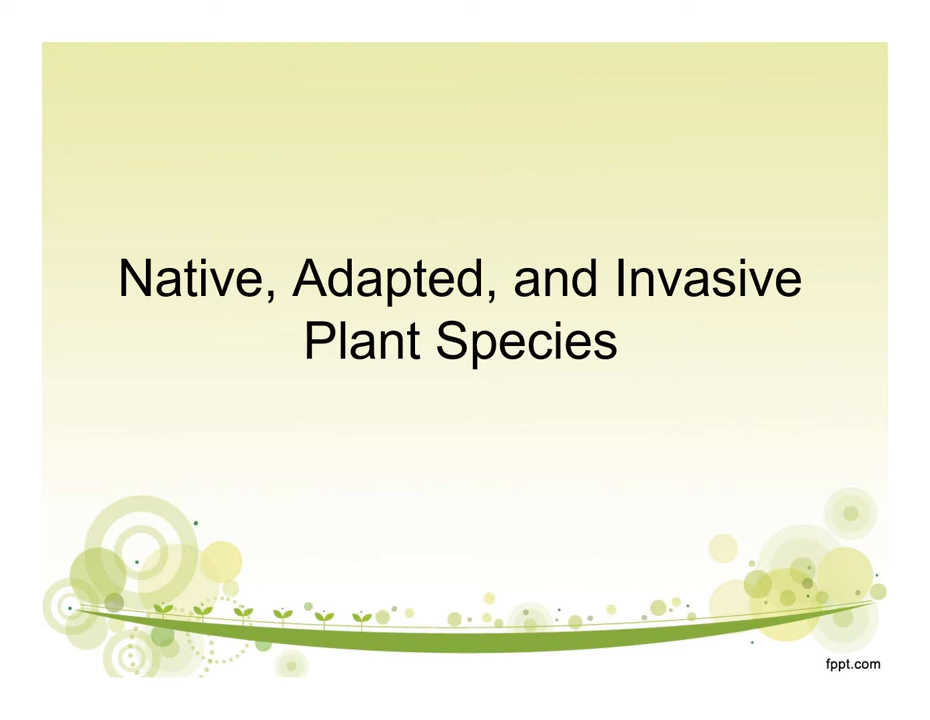 Native, Adapted, and Invasive
Plant Species
fppt.com